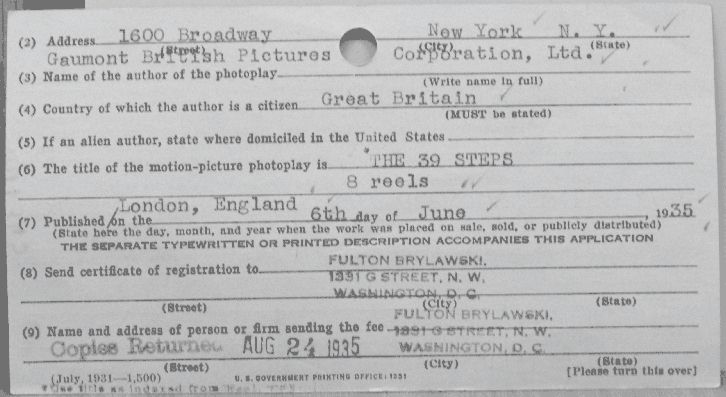 (2) Address 1600 Broadway New York N. Y.
(Street) (City) (State)
Gaumont British Pictures Corporation, Ltd.
(3) Name of the author of the photoplay
(Write name in full)
(4) Country of which the author is a citizen Great Britain
(MUST be stated)
(5) If an alien author, state where domiciled in the United States
(6) The title of the motion-picture photoplay is *THE 39 STEPS
8 reels
London, England
(7) Published on the 6th day of June, 1935
(State here the day, month, and year when the work was placed on sale, sold, or publicly distributed)
THE SEPARATE TYPEWRITTEN OR PRINTED DESCRIPTION ACCOMPANIES THIS APPLICATION
(8) Send certificate of registration to FULTON BRYLAWSKI,
1331 G STREET, N. W.
WASHINGTON, D. C.
(Street) (City) (State)
FULTON BRYLAWSKI,
(9) Name and address of person or firm sending the fee 1331 G STREET, N. W.
Copies Returned AUG 24 1935 WASHINGTON, D. C.
(Street) (City) (State)
(July, 1931—1,500) U. S. GOVERNMENT PRINTING OFFICE: 1931 [Please turn this over]
*Use title as indexed from